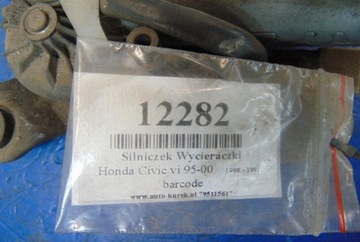 12282
Silniczek Wycieraczki
Honda Civic vi 95-00
barcode
www.auto-kurek.pl